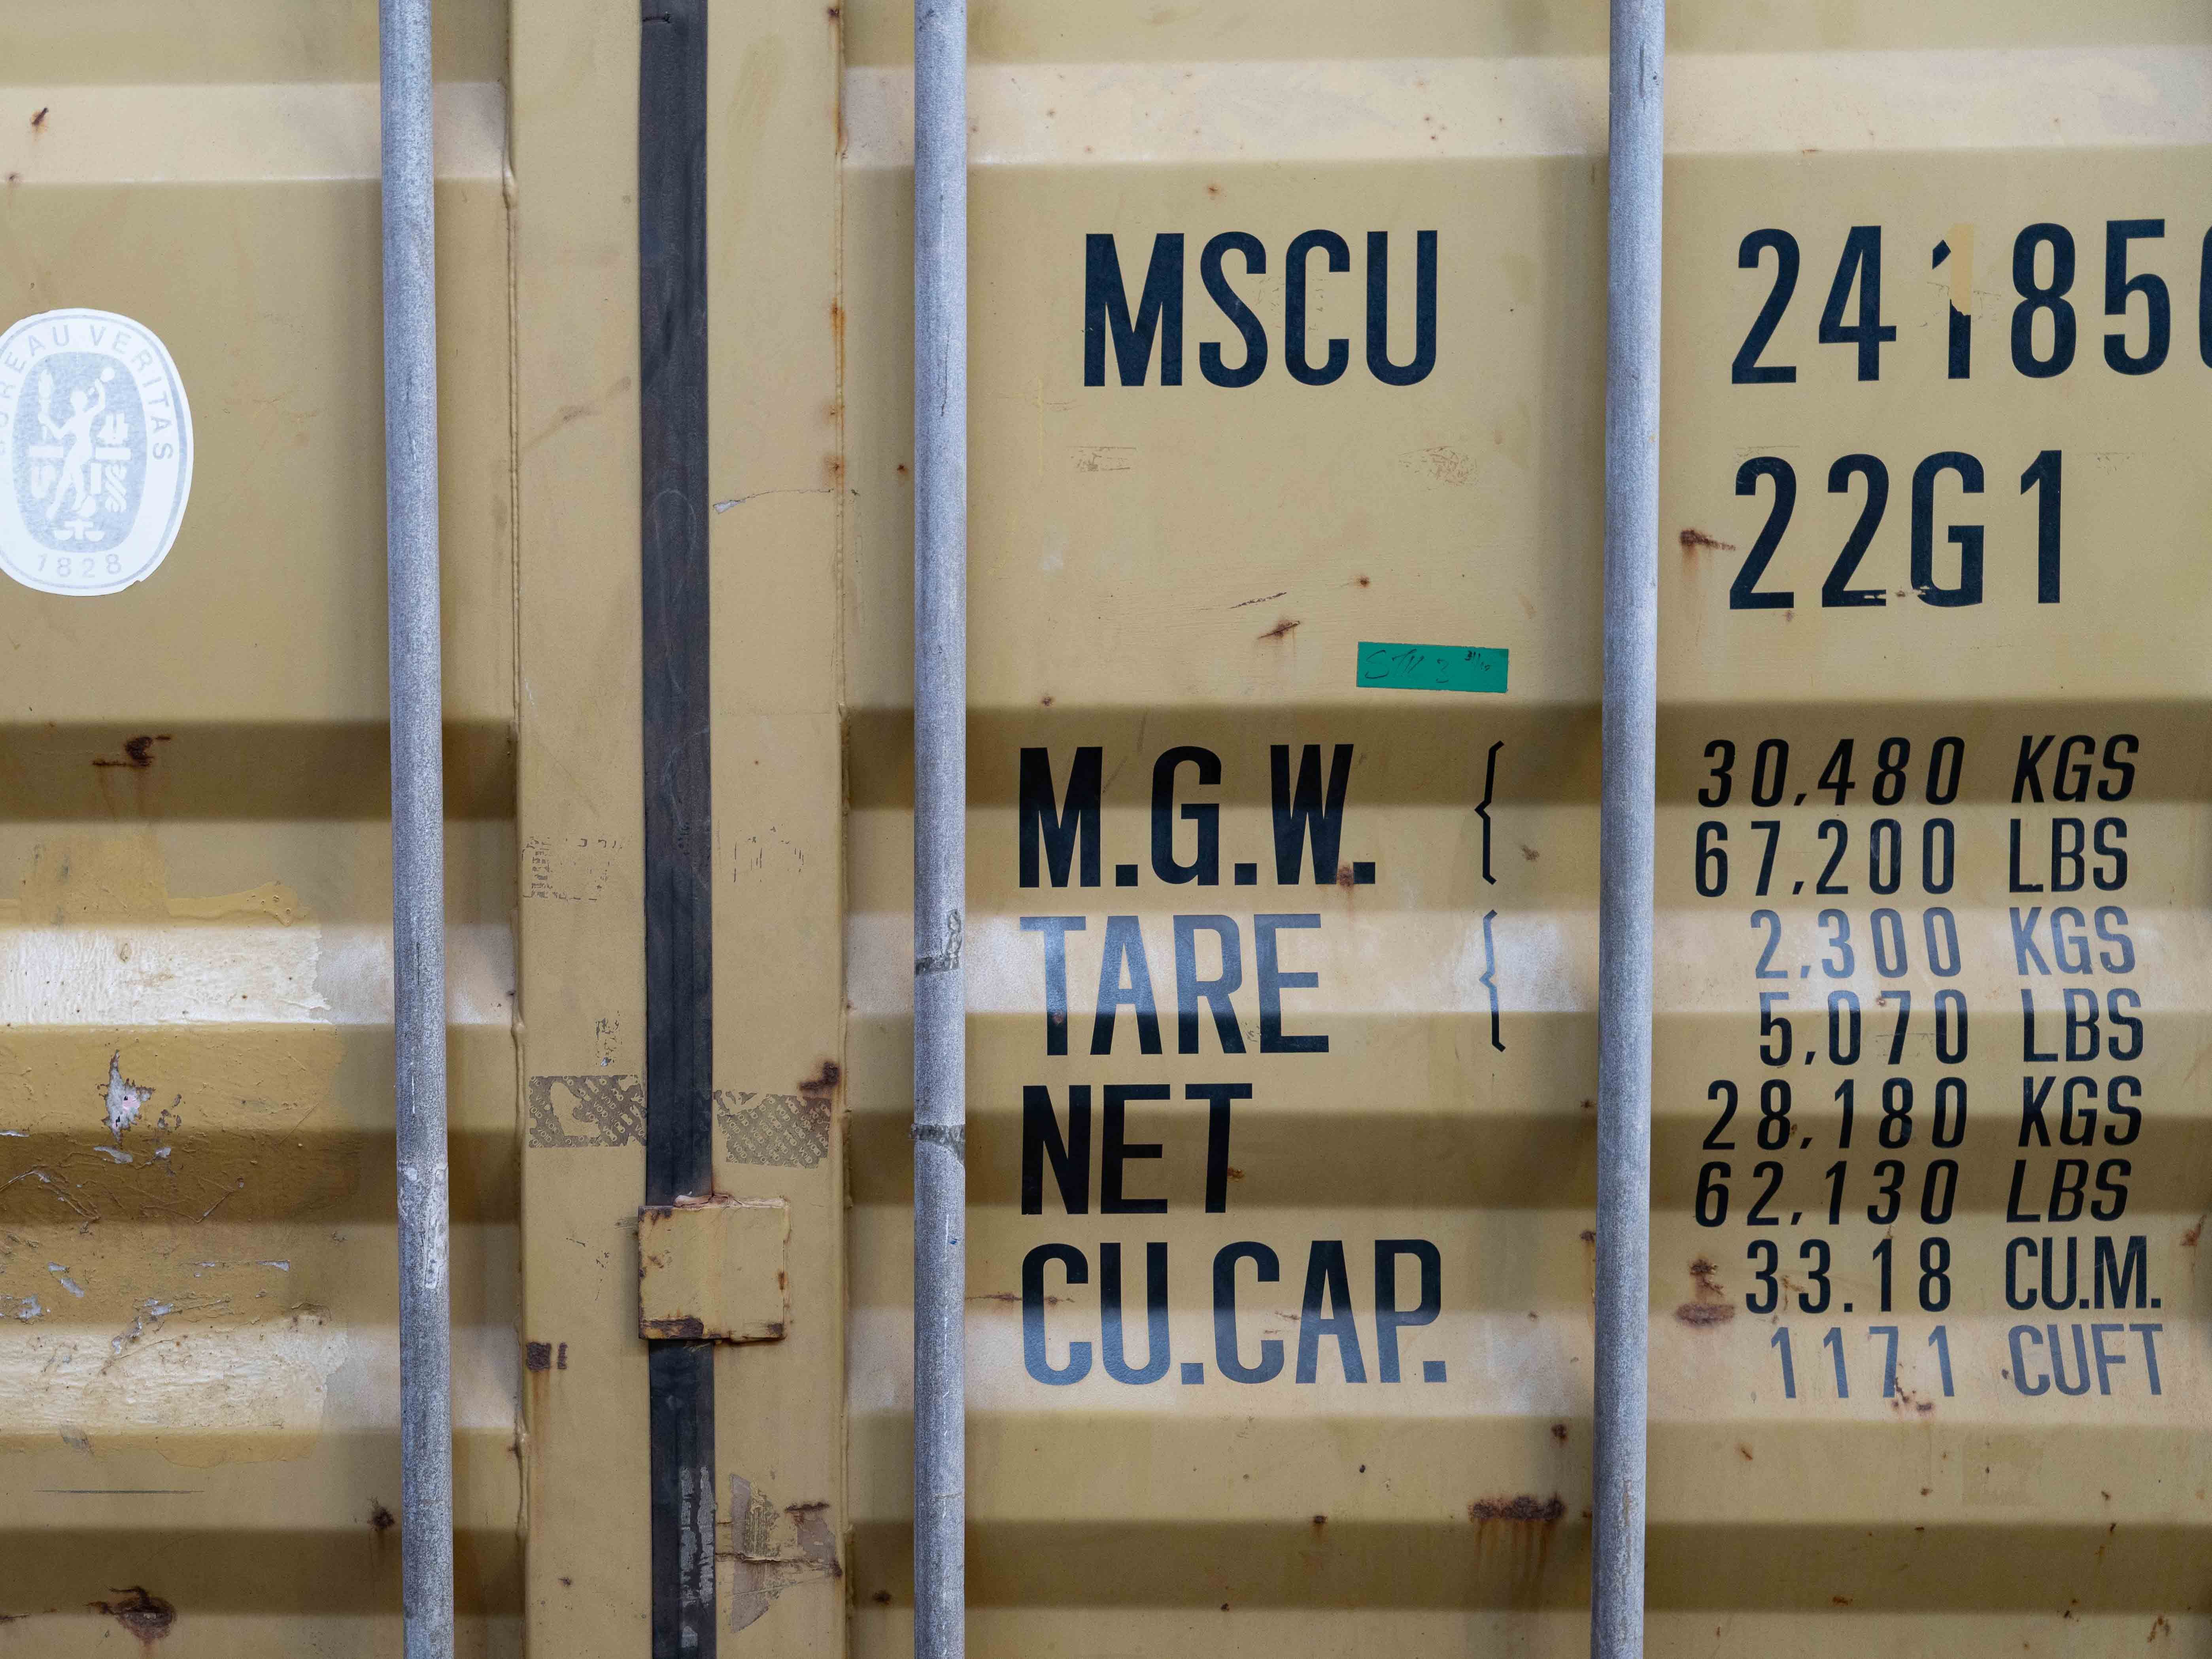 BUREAU VERITAS
1828
MSCU 24185
22G1
M.G.W. { 30,480 KGS
67,200 LBS
TARE { 2,300 KGS
5,070 LBS
NET 28,180 KGS
62,130 LBS
CU.CAP. 33.18 CU.M.
1171 CUFT